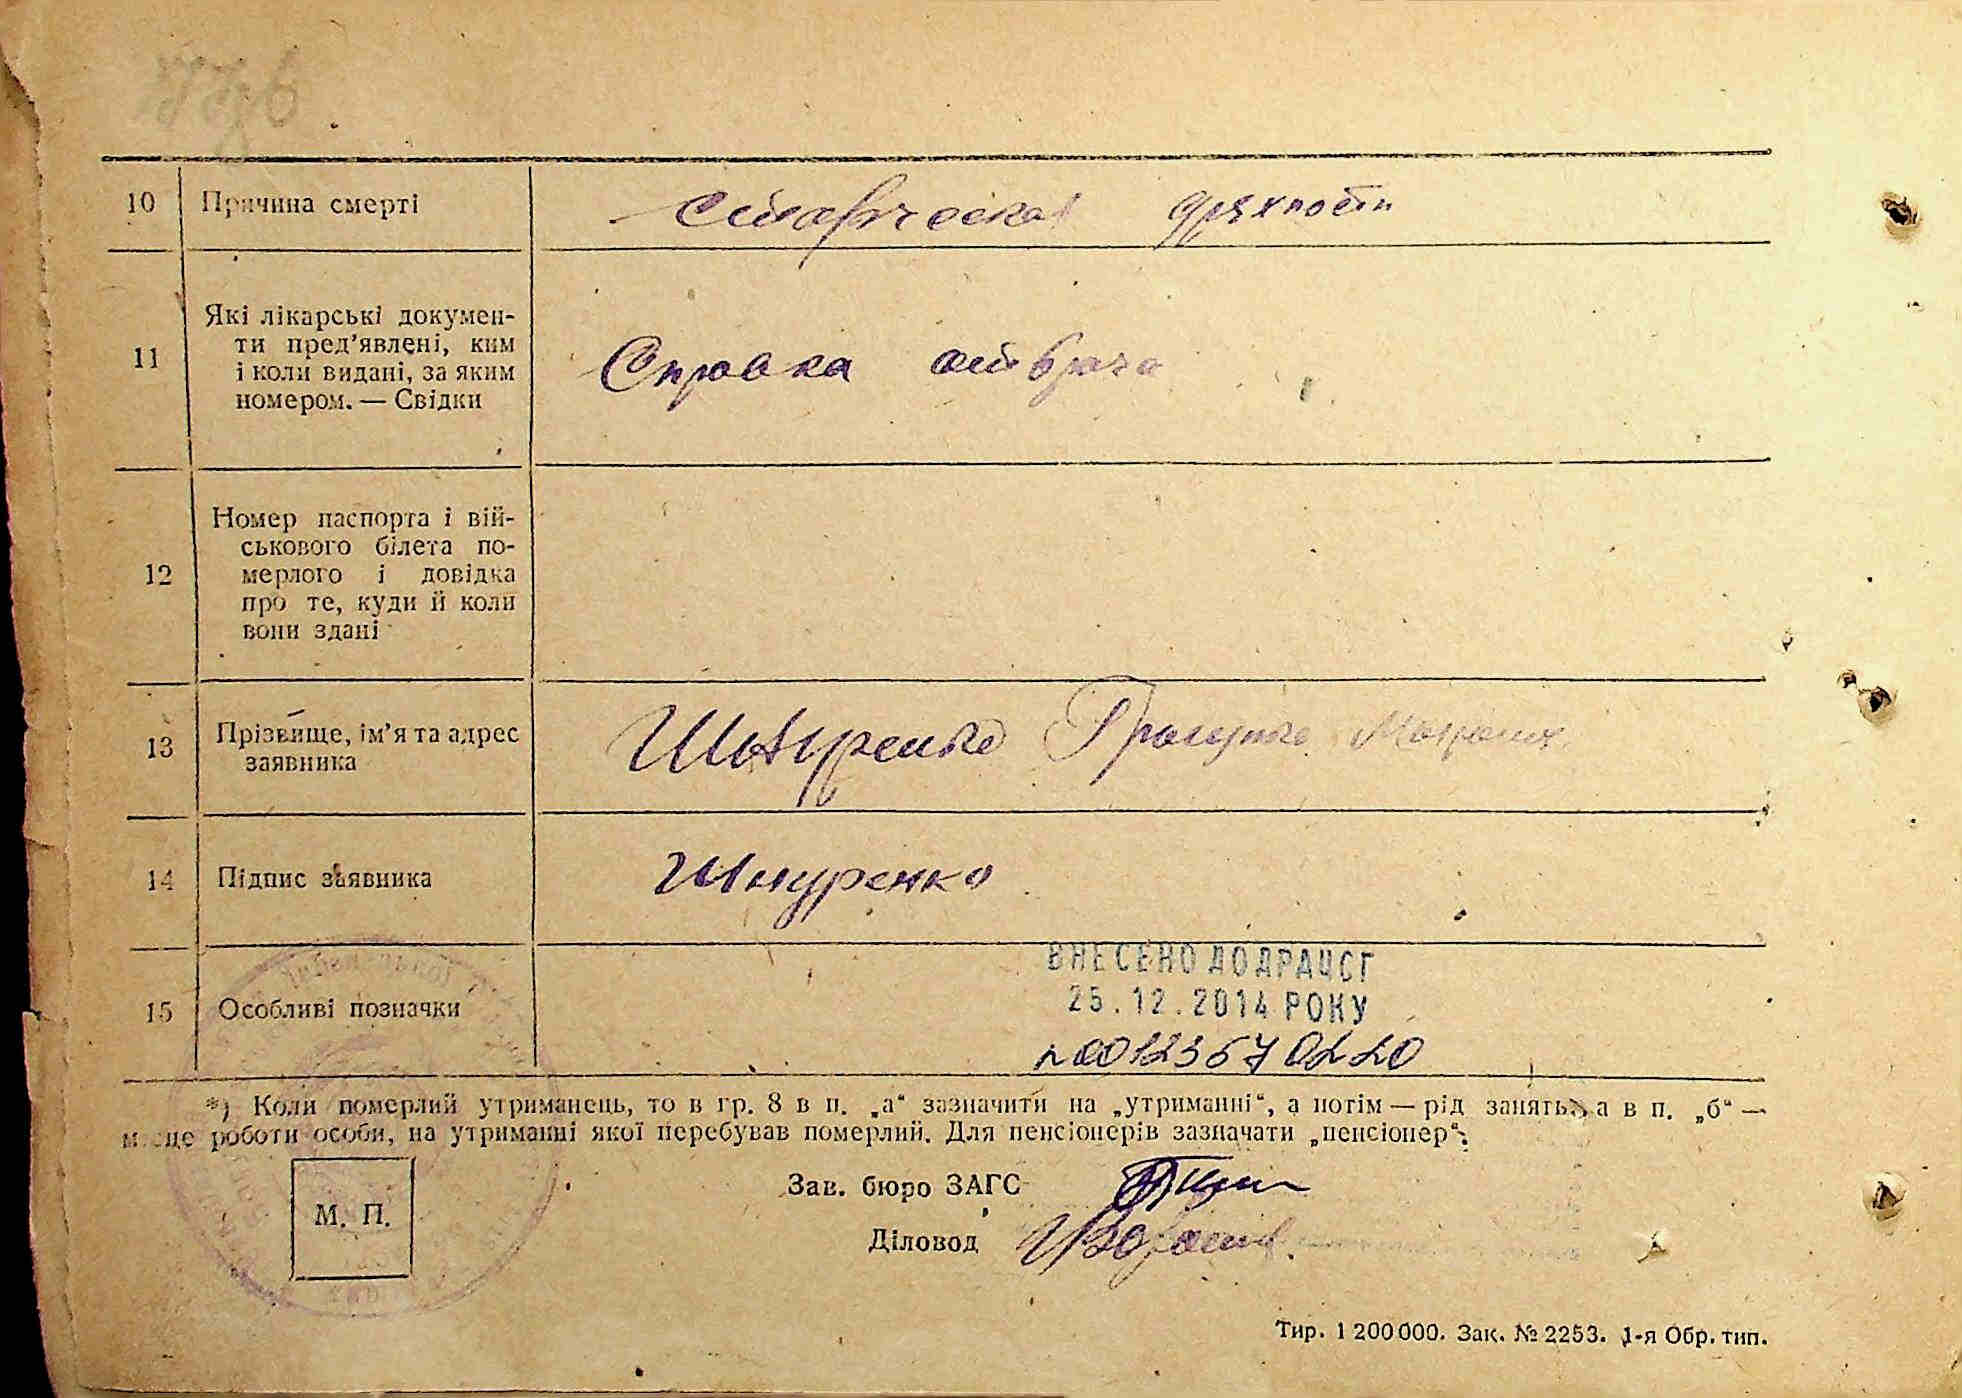 10 Причина смерті Старческая дряхлость
11 Які лікарські докумен-
ти пред'явлені, ким
і коли видані, за яким
номером. — Свідки
Справка от врача
12 Номер паспорта і вій-
ськового білета по-
мерлого і довідка
про те, куди й коли
вони здані
13 Прізвище, ім'я та адрес
заявника
Шнуренко
14 Підпис заявника Шнуренко
ВНЕСЕНО ДО ДРАЦСГ
25.12.2014 РОКУ
15 Особливі позначки
*) Коли померлий утриманець, то в гр. 8 в п. „а“ зазначити на „утриманні“, а потім — рід занять, а в п. „б“ —
місце роботи особи, на утриманні якої перебував померлий. Для пенсіонерів зазначати „пенсіонер“.
Зав. бюро ЗАГС
М. П.
Діловод
Тир. 1 200 000. Зак. № 2253. 1-я Обр. тип.